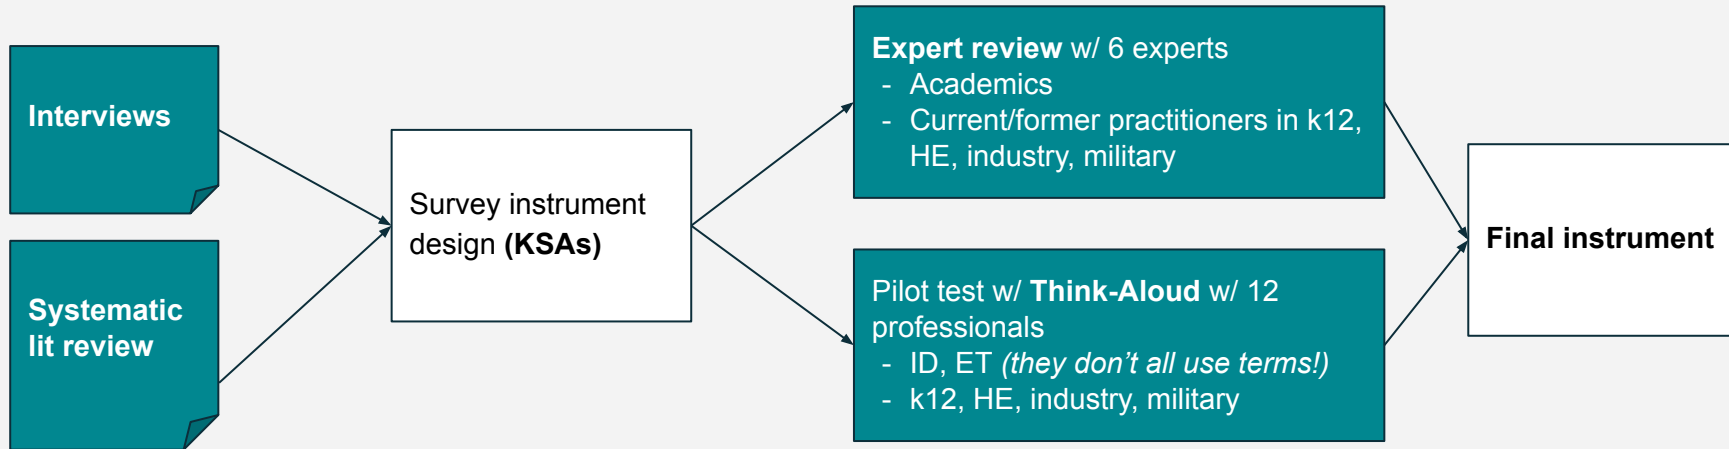 Interviews
Systematic
lit review
Survey instrument
design (KSAs)
Expert review w/ 6 experts
- Academics
- Current/former practitioners in k12,
HE, industry, military
Pilot test w/ Think-Aloud w/ 12
professionals
- ID, ET (they don’t all use terms!)
- k12, HE, industry, military
Final instrument